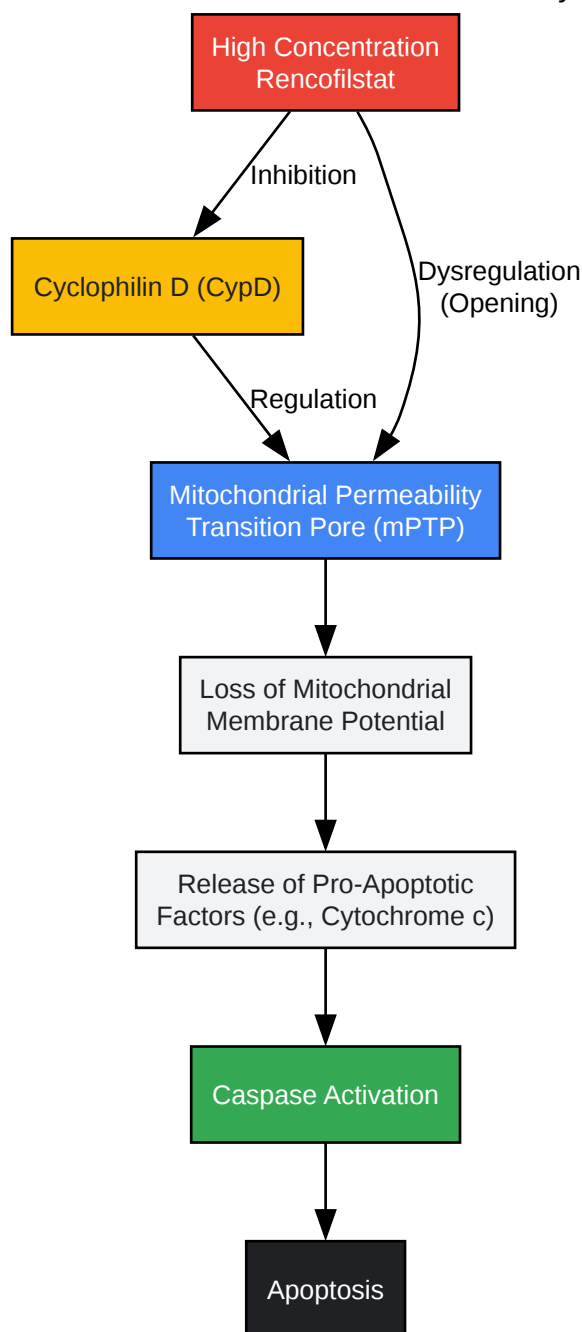 High Concentration
Rencofilstat
Inhibition
Cyclophilin D (CypD)
Dysregulation
(Opening)
Regulation
Mitochondrial Permeability
Transition Pore (mPTP)
Loss of Mitochondrial
Membrane Potential
Release of Pro-Apoptotic
Factors (e.g., Cytochrome c)
Caspase Activation
Apoptosis